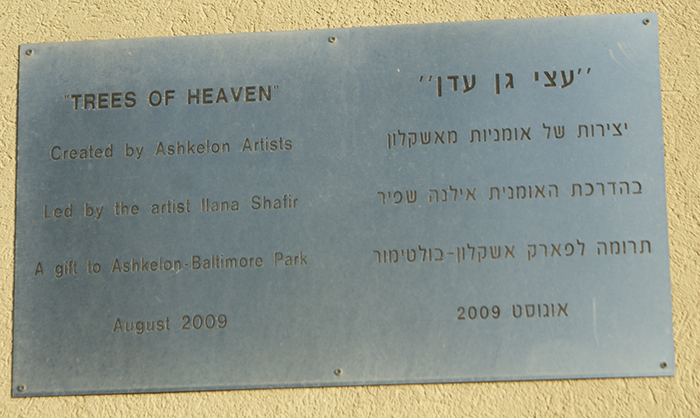 "TREES OF HEAVEN"
Created by Ashkelon Artists
Led by the artist Ilana Shafir
A gift to Ashkelon-Baltimore Park
August 2009
''עצי גן עדן''
יצירות של אומניות מאשקלון
בהדרכת האומנית אילנה שפיר
תרומה לפארק אשקלון-בולטימור
אוגוסט 2009